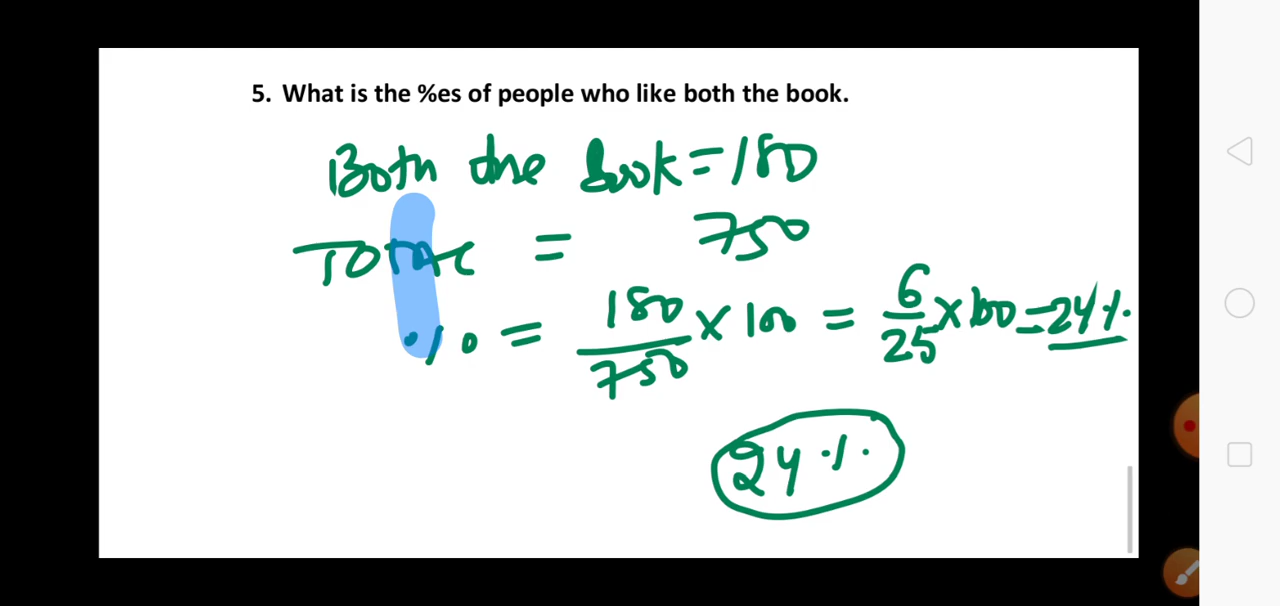 5. What is the %es of people who like both the book.
Both the Book = 180
Total = 750
% = 180/750 × 100 = 6/25 × 100 = 24%.
24%.